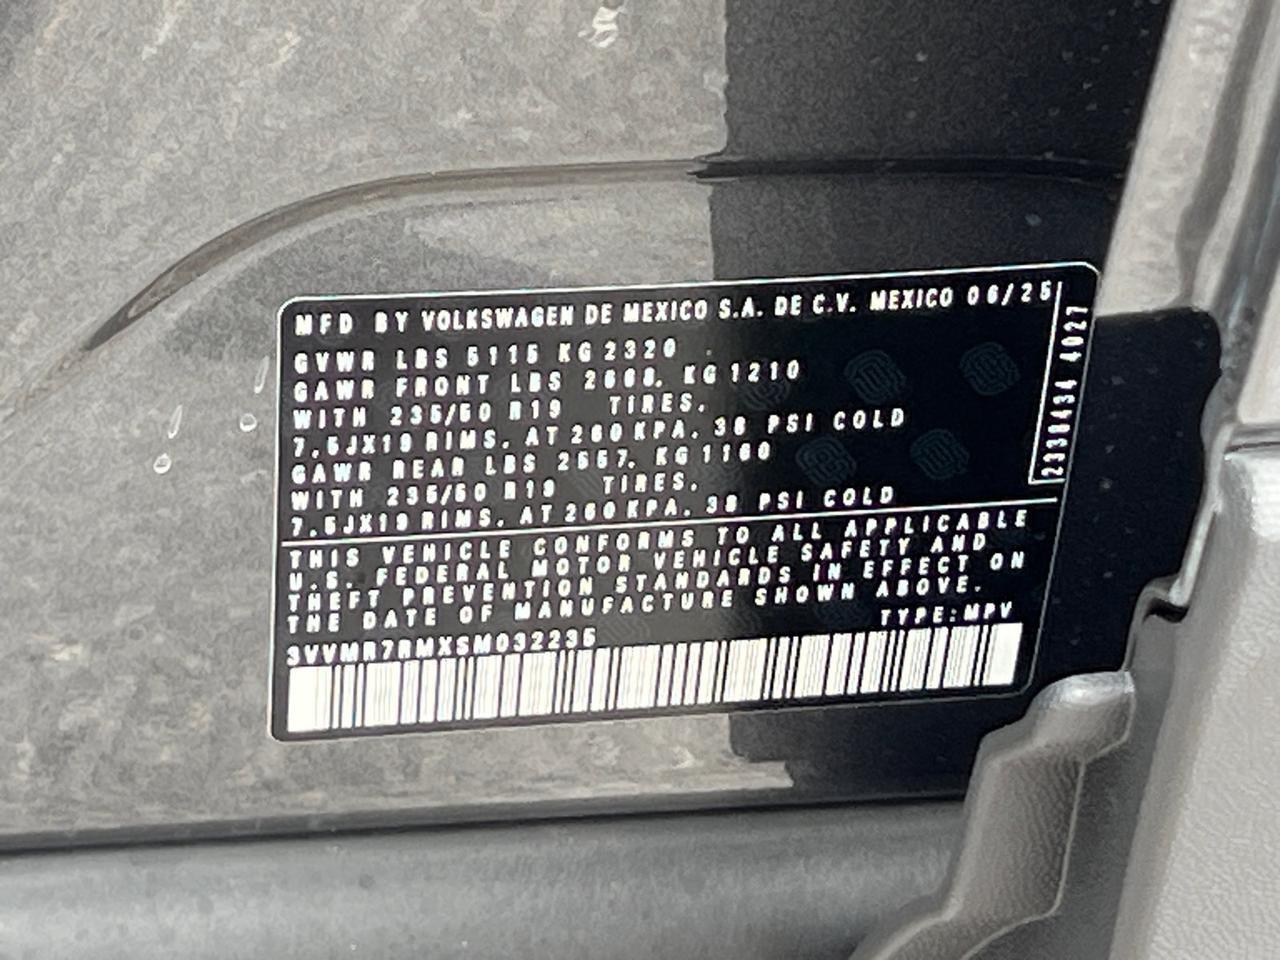 MFD BY VOLKSWAGEN DE MEXICO S.A. DE C.V. MEXICO 06/25
GVWR LBS 5115 KG 2320
GAWR FRONT LBS 2668. KG 1210
WITH 235/50 R19 TIRES.
7.5JX19 RIMS. AT 260 KPA. 38 PSI COLD
GAWR REAR LBS 2557. KG 1160
WITH 235/50 R19 TIRES.
7.5JX19 RIMS. AT 260 KPA. 38 PSI COLD
THIS VEHICLE CONFORMS TO ALL APPLICABLE
U.S. FEDERAL MOTOR VEHICLE SAFETY AND
THEFT PREVENTION STANDARDS IN EFFECT ON
THE DATE OF MANUFACTURE SHOWN ABOVE.
TYPE: MPV
3VVMR7RMXSM032235